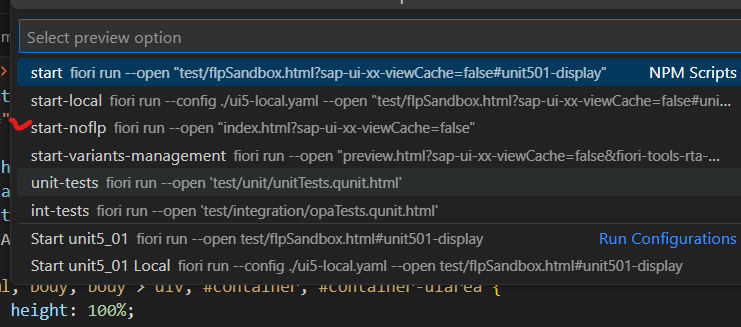 Select preview option
start fiori run --open "test/flpSandbox.html?sap-ui-xx-viewCache=false#unit501-display" NPM Scripts
start-local fiori run --config ./ui5-local.yaml --open "test/flpSandbox.html?sap-ui-xx-viewCache=false#uni...
start-noflp fiori run --open "index.html?sap-ui-xx-viewCache=false"
start-variants-management fiori run --open "preview.html?sap-ui-xx-viewCache=false&fiori-tools-rta-...
unit-tests fiori run --open 'test/unit/unitTests.qunit.html'
int-tests fiori run --open 'test/integration/opaTests.qunit.html'
Start unit5_01 fiori run --open test/flpSandbox.html#unit501-display Run Configurations
Start unit5_01 Local fiori run --config ./ui5-local.yaml --open test/flpSandbox.html#unit501-display
body, body > div, #container, #container-uiarea {
height: 100%;